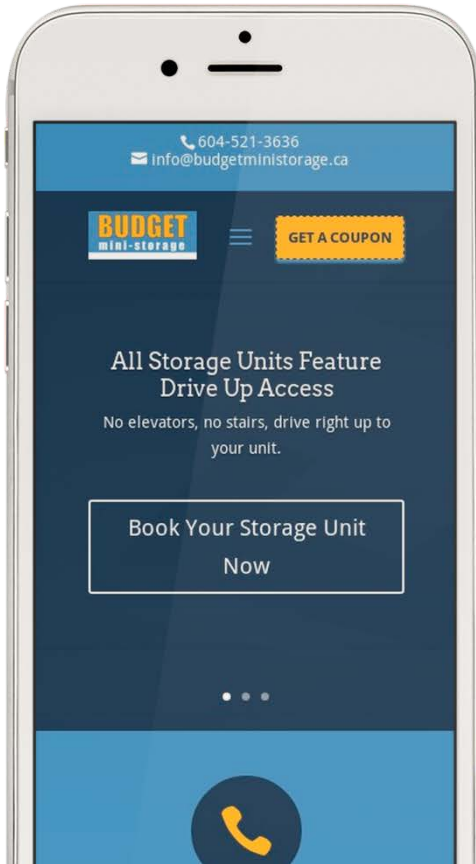 604-521-3636
info@budgetministorage.ca
BUDGET
mini-storage
GET A COUPON
All Storage Units Feature
Drive Up Access
No elevators, no stairs, drive right up to
your unit.
Book Your Storage Unit
Now